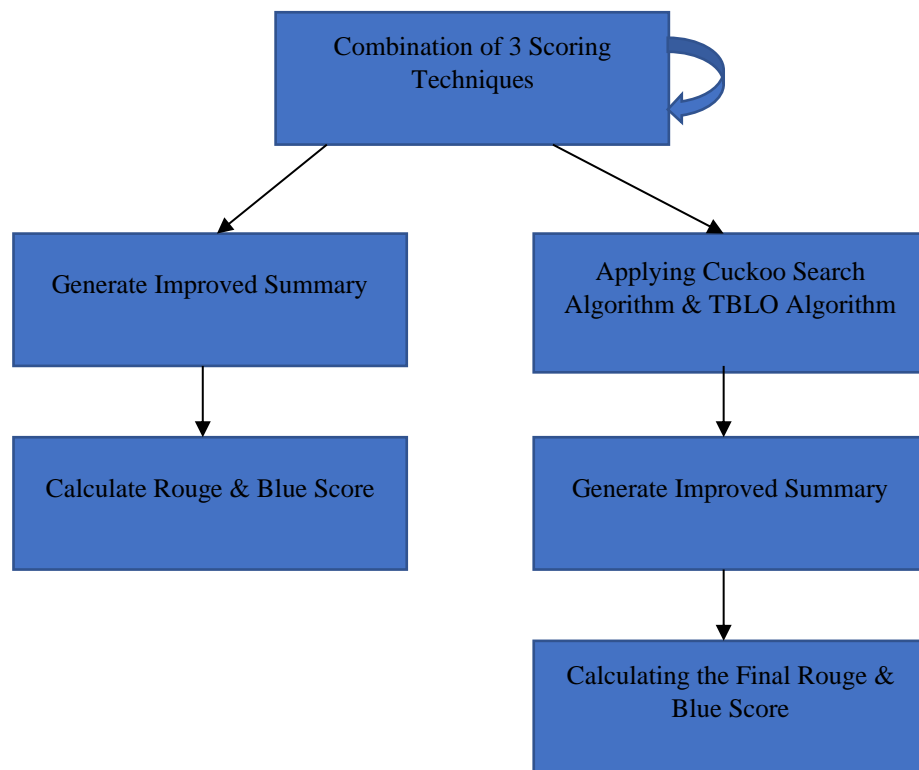 Combination of 3 Scoring
Techniques
Generate Improved Summary
Applying Cuckoo Search
Algorithm & TBLO Algorithm
Calculate Rouge & Blue Score
Generate Improved Summary
Calculating the Final Rouge &
Blue Score